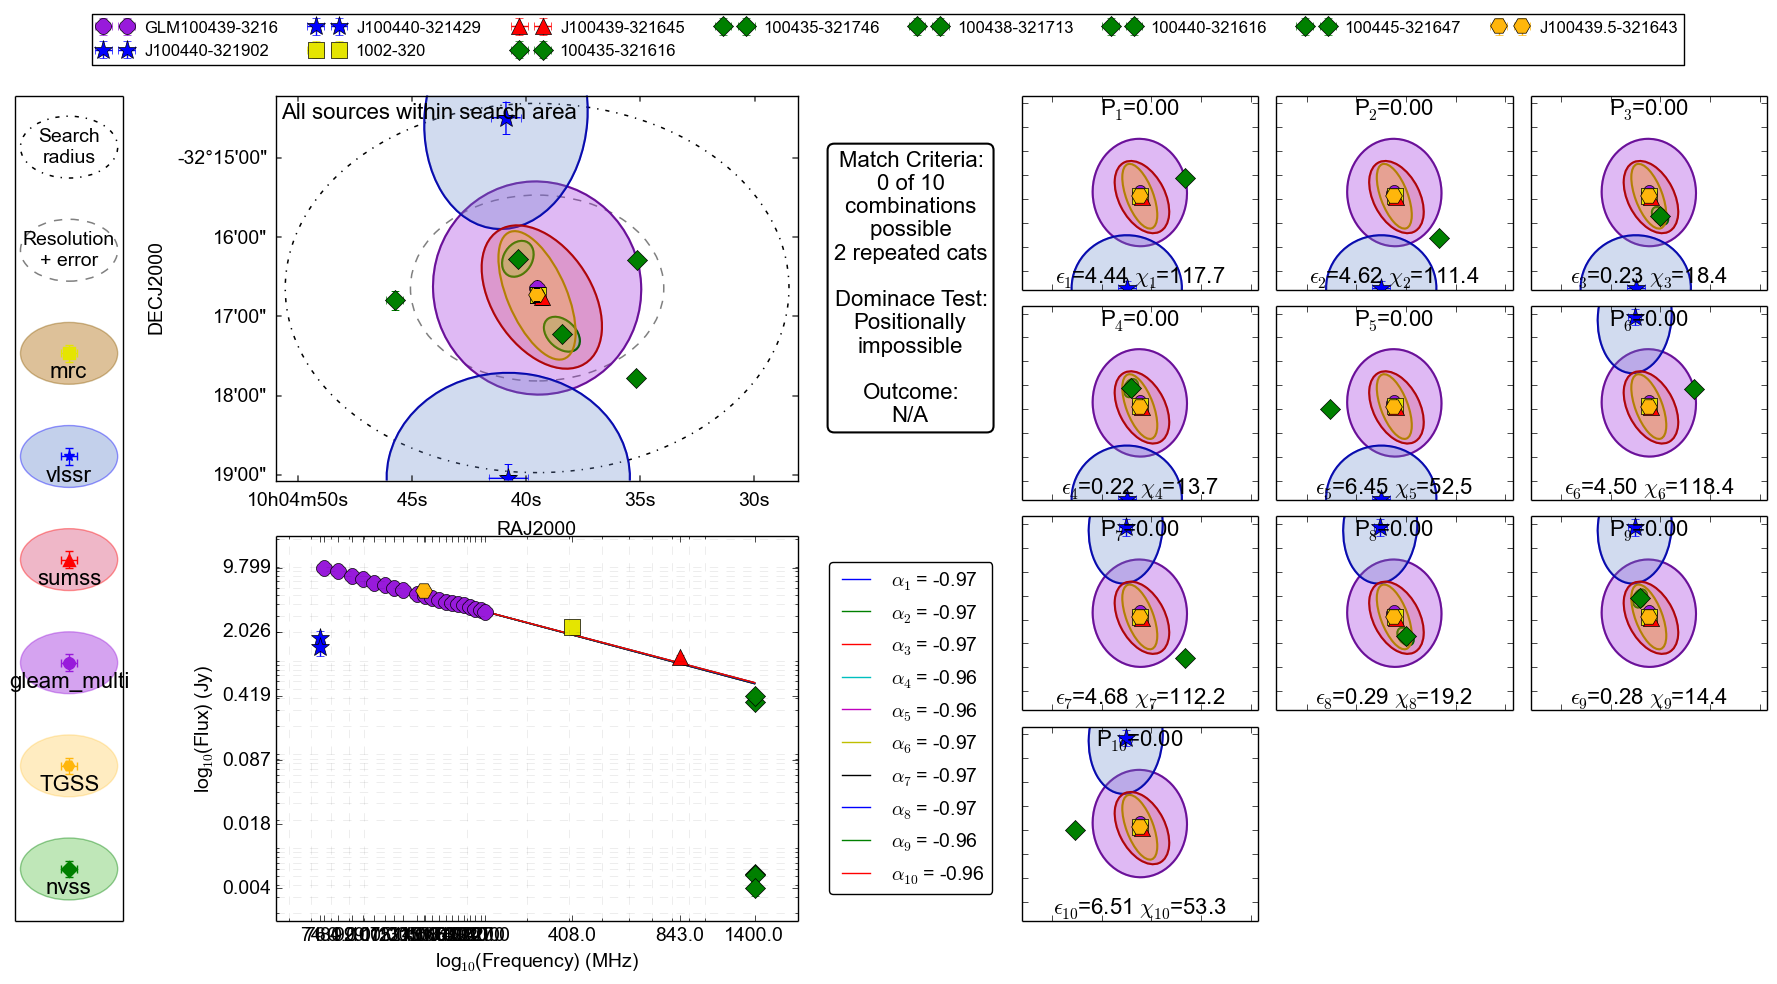 GLM100439-3216
J100440-321429
J100439-321645
100435-321746
100438-321713
100440-321616
100445-321647
J100439.5-321643
J100440-321902
1002-320
100435-321616
Search
radius
Resolution
+ error
mrc
vlssr
sumss
gleam_multi
TGSS
nvss
All sources within search area
DECJ2000
-32°15'00"
16'00"
17'00"
18'00"
19'00"
10h04m50s
45s
40s
35s
30s
RAJ2000
Match Criteria:
0 of 10
combinations
possible
2 repeated cats
Dominace Test:
Positionally
impossible
Outcome:
N/A
log10(Flux) (Jy)
9.799
2.026
0.419
0.087
0.018
0.004
408.0
843.0
1400.0
log10(Frequency) (MHz)
α1 = -0.97
α2 = -0.97
α3 = -0.97
α4 = -0.96
α5 = -0.96
α6 = -0.97
α7 = -0.97
α8 = -0.97
α9 = -0.96
α10 = -0.96
P1=0.00
ϵ1=4.44 χ1=117.7
P2=0.00
ϵ2=4.62 χ2=111.4
P3=0.00
ϵ3=0.23 χ3=18.4
P4=0.00
ϵ4=0.22 χ4=13.7
P5=0.00
ϵ5=6.45 χ5=52.5
P6=0.00
ϵ6=4.50 χ6=118.4
P7=0.00
ϵ7=4.68 χ7=112.2
P8=0.00
ϵ8=0.29 χ8=19.2
P9=0.00
ϵ9=0.28 χ9=14.4
P10=0.00
ϵ10=6.51 χ10=53.3